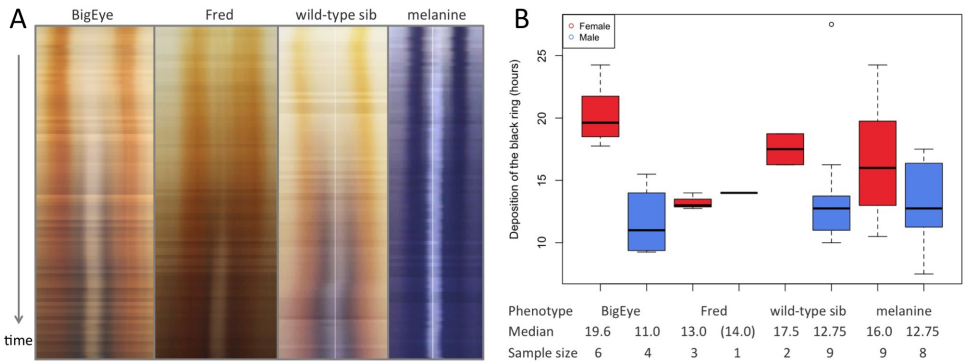 A
BigEye Fred wild-type sib melanine
time
B
Female
Male
Deposition of the black ring (hours)
25
20
15
10
Phenotype BigEye Fred wild-type sib melanine
Median 19.6 11.0 13.0 (14.0) 17.5 12.75 16.0 12.75
Sample size 6 4 3 1 2 9 9 8